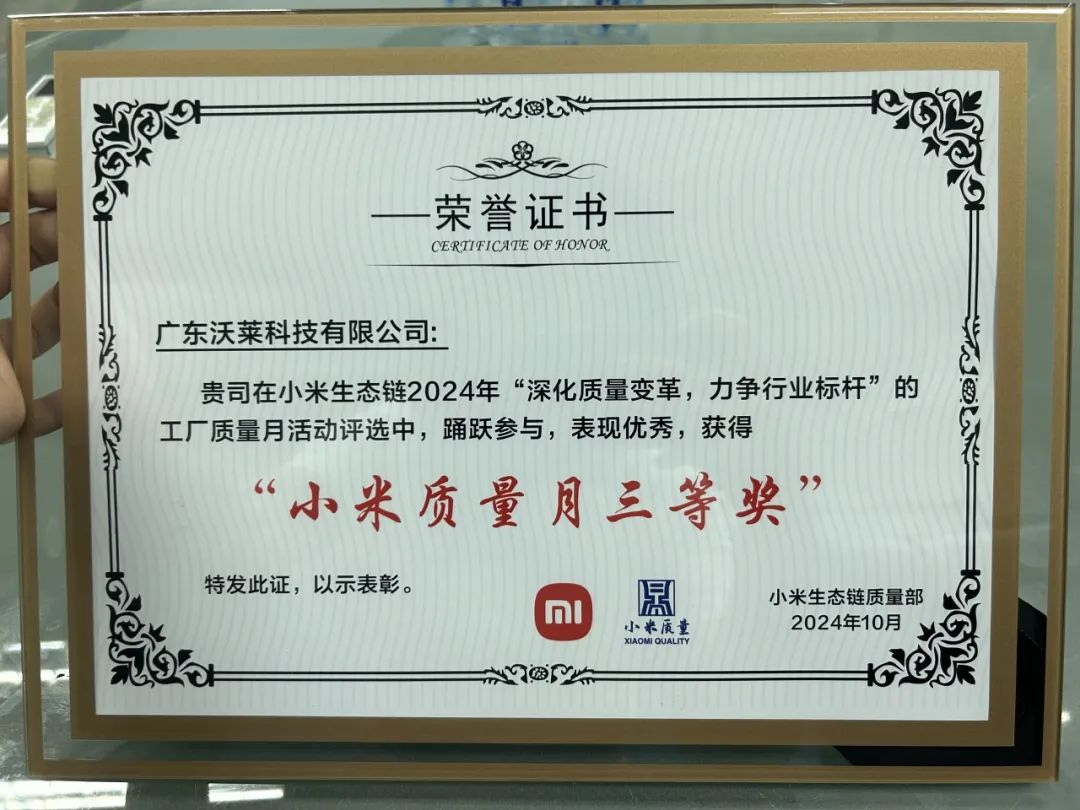 荣誉证书
CERTIFICATE OF HONOR
广东沃莱科技有限公司:
贵司在小米生态链2024年“深化质量变革，力争行业标杆”的
工厂质量月活动评选中，踊跃参与，表现优秀，获得
“小米质量月三等奖”
特发此证，以示表彰。
mi
小米质量
XIAOMI QUALITY
小米生态链质量部
2024年10月